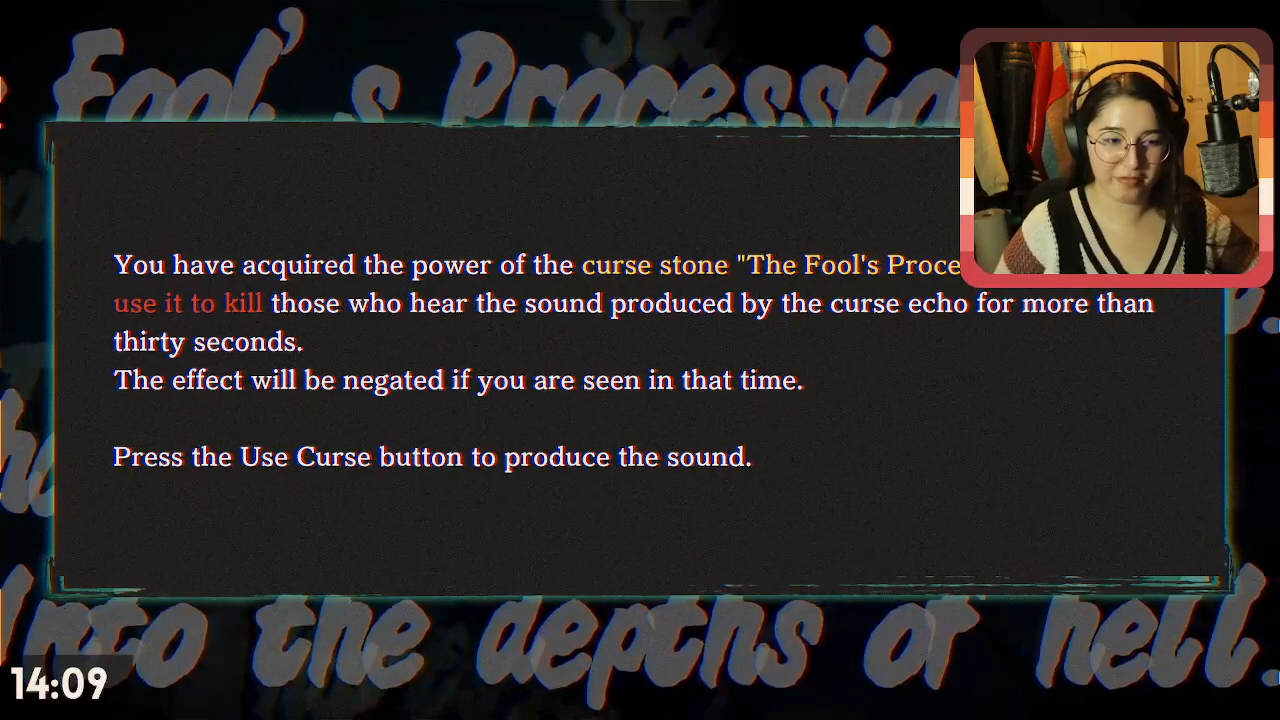 Fool's
You have acquired the power of the curse stone "The Fool's
use it to kill those who hear the sound produced by the curse echo for more than
thirty seconds.
The effect will be negated if you are seen in that time.
Press the Use Curse button to produce the sound.
Into the depths of hell.
14:09